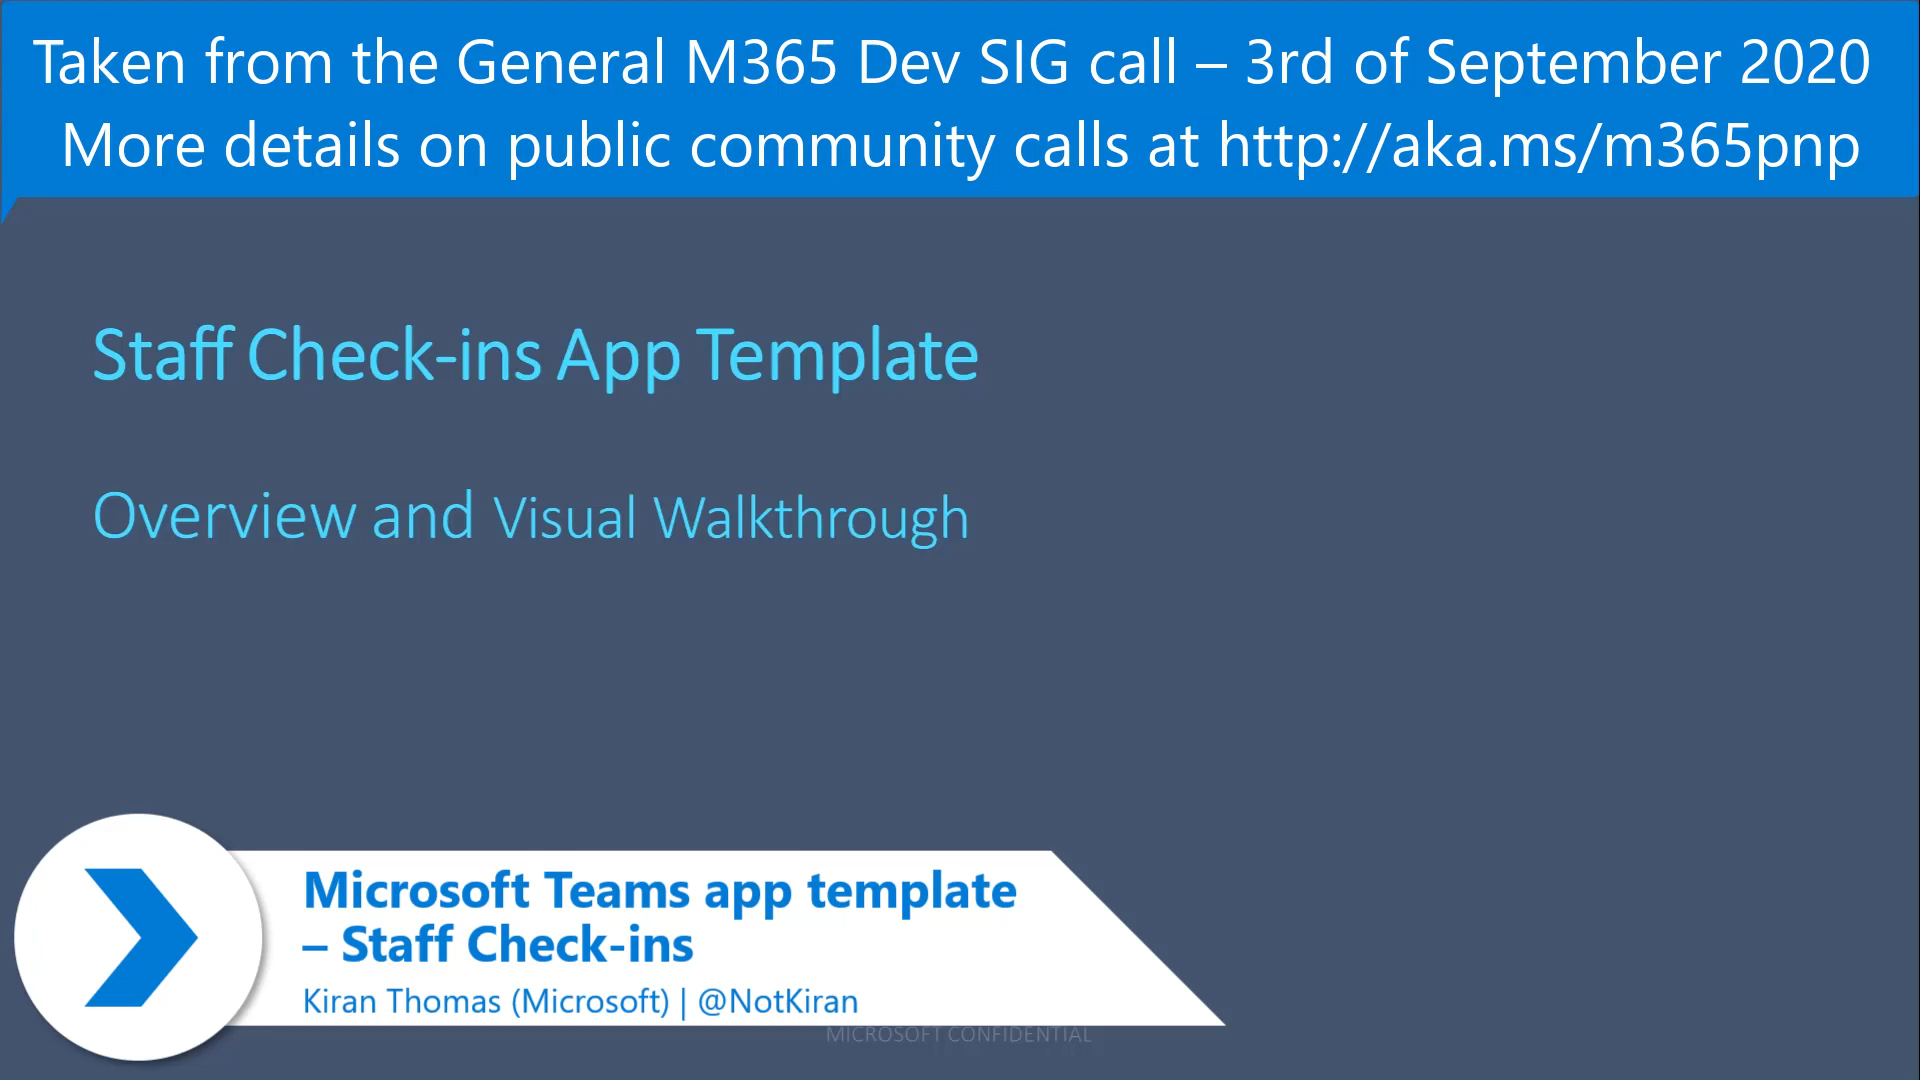 Taken from the General M365 Dev SIG call – 3rd of September 2020
More details on public community calls at http://aka.ms/m365pnp
Staff Check-ins App Template
Overview and Visual Walkthrough
Microsoft Teams app template
– Staff Check-ins
Kiran Thomas (Microsoft) | @NotKiran
MICROSOFT CONFIDENTIAL